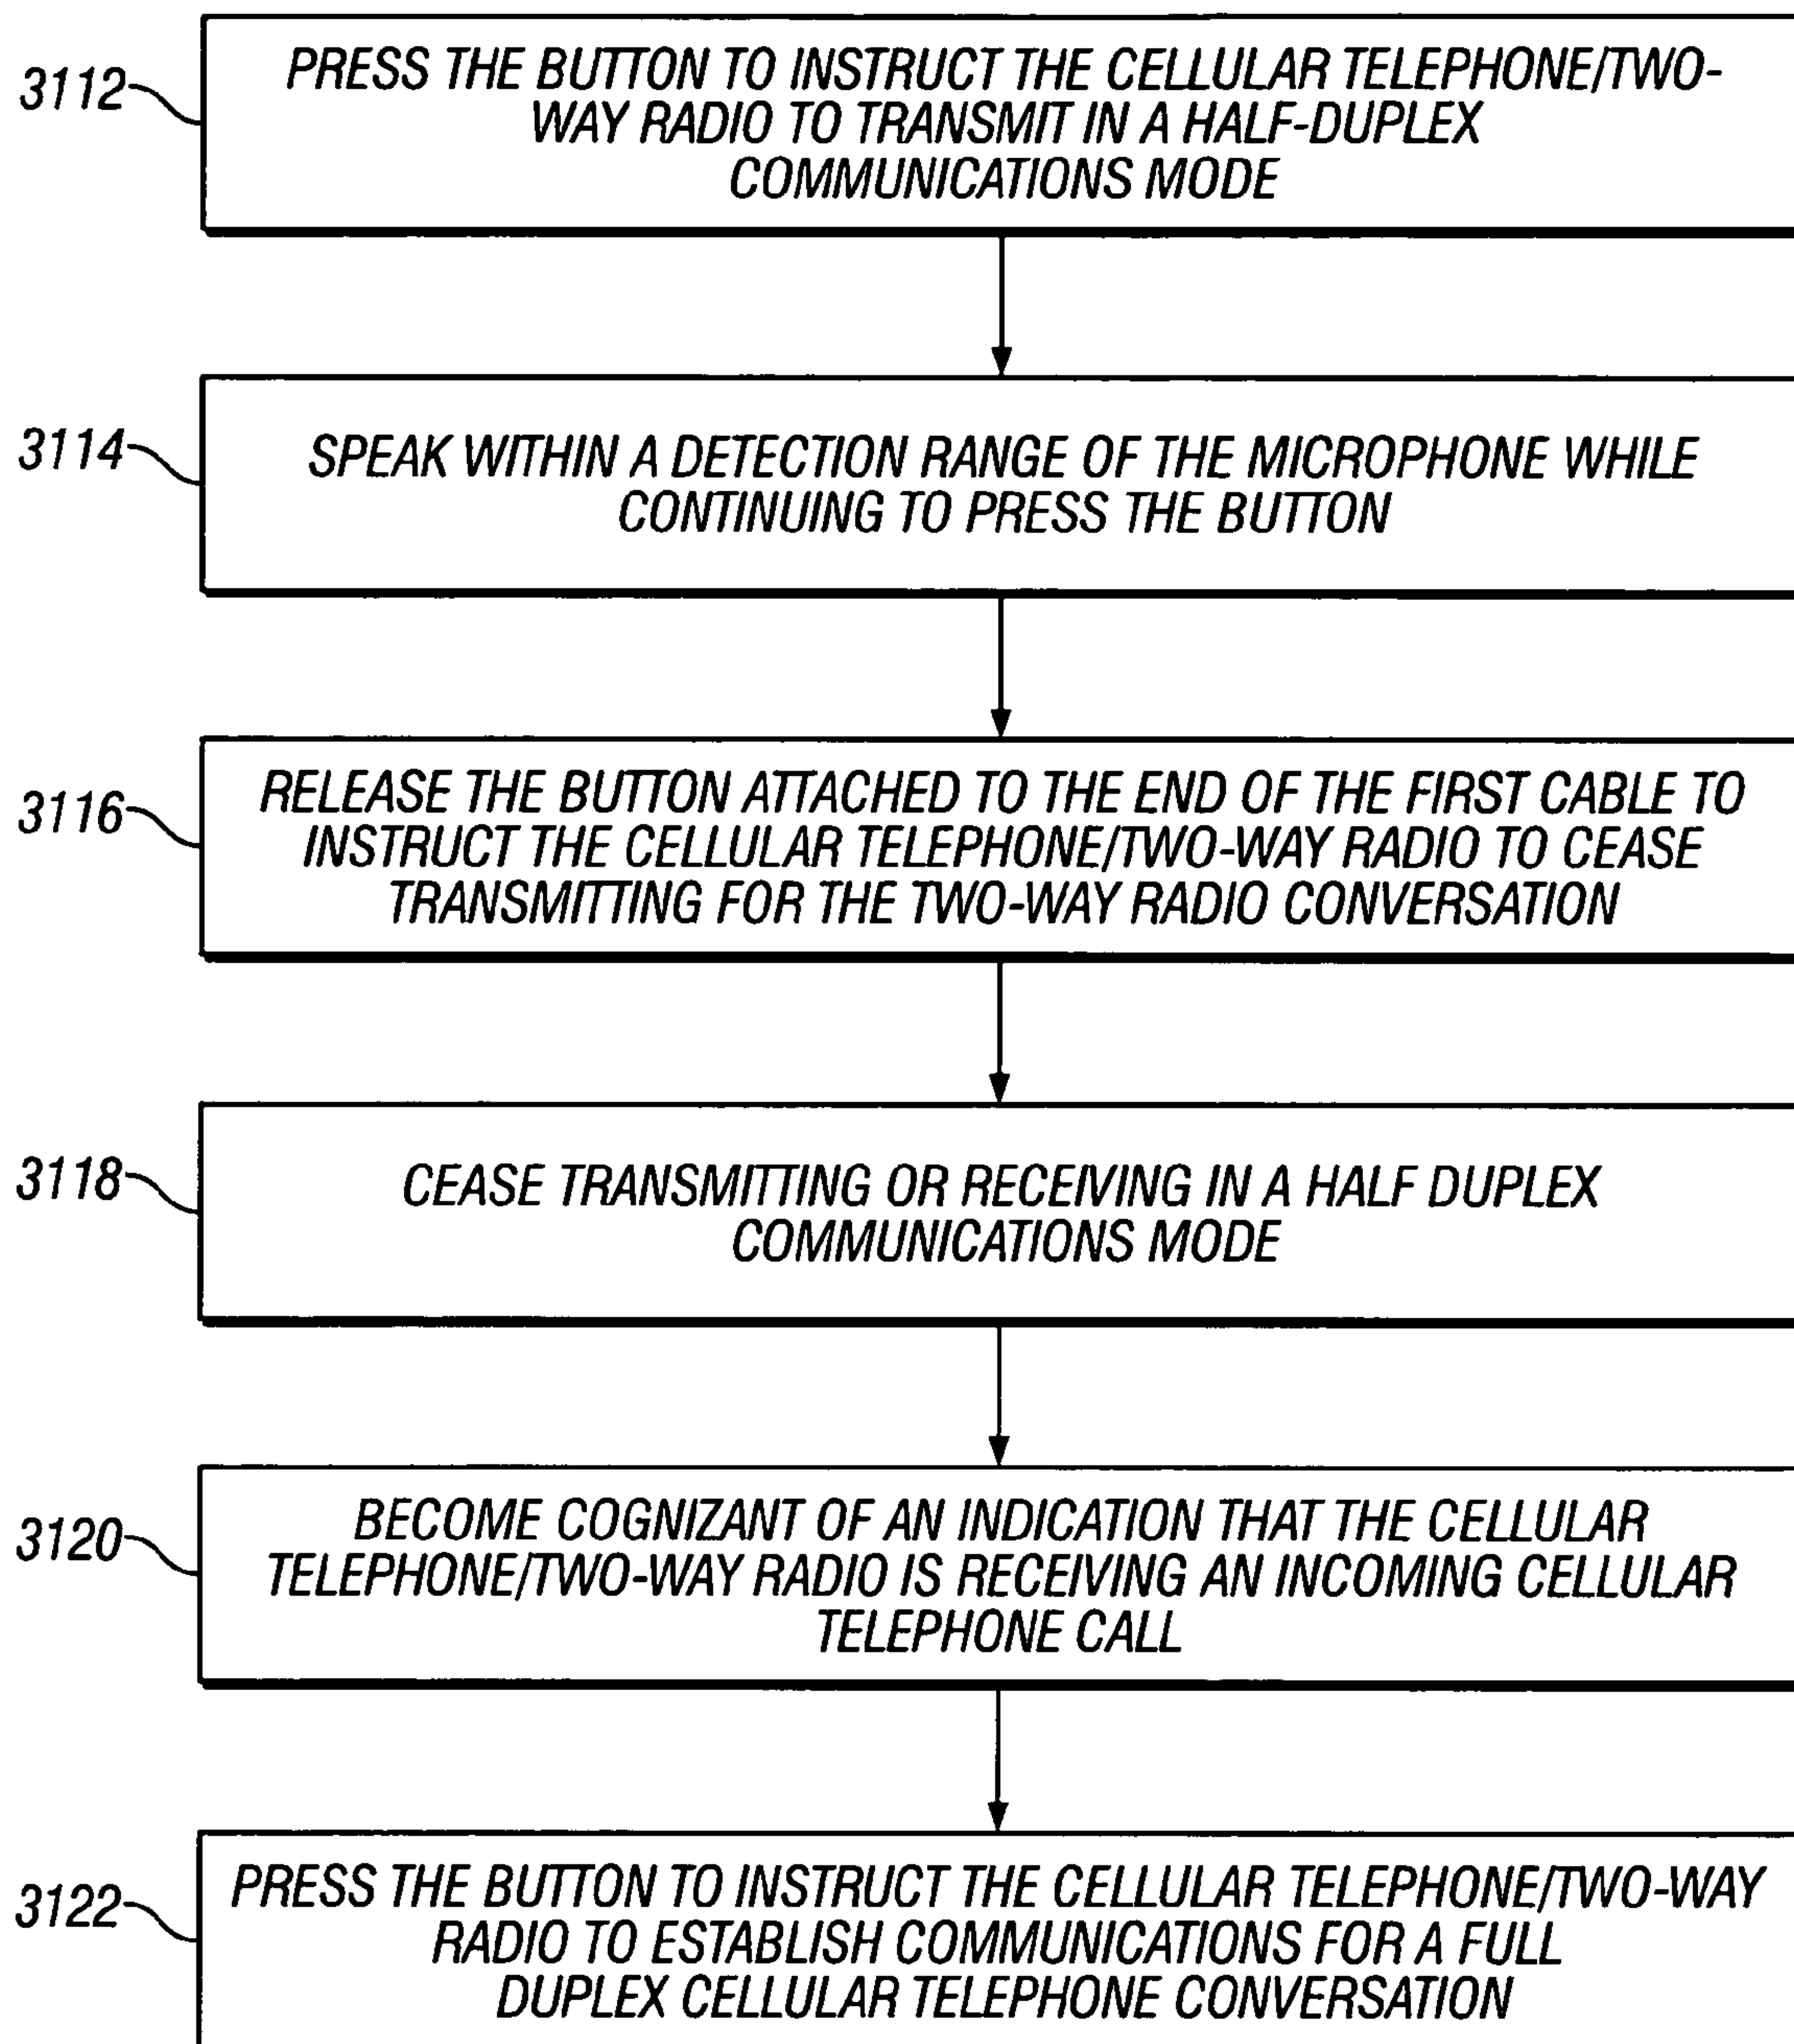 3112
PRESS THE BUTTON TO INSTRUCT THE CELLULAR TELEPHONE/TWO-
WAY RADIO TO TRANSMIT IN A HALF-DUPLEX
COMMUNICATIONS MODE
3114
SPEAK WITHIN A DETECTION RANGE OF THE MICROPHONE WHILE
CONTINUING TO PRESS THE BUTTON
3116
RELEASE THE BUTTON ATTACHED TO THE END OF THE FIRST CABLE TO
INSTRUCT THE CELLULAR TELEPHONE/TWO-WAY RADIO TO CEASE
TRANSMITTING FOR THE TWO-WAY RADIO CONVERSATION
3118
CEASE TRANSMITTING OR RECEIVING IN A HALF DUPLEX
COMMUNICATIONS MODE
3120
BECOME COGNIZANT OF AN INDICATION THAT THE CELLULAR
TELEPHONE/TWO-WAY RADIO IS RECEIVING AN INCOMING CELLULAR
TELEPHONE CALL
3122
PRESS THE BUTTON TO INSTRUCT THE CELLULAR TELEPHONE/TWO-WAY
RADIO TO ESTABLISH COMMUNICATIONS FOR A FULL
DUPLEX CELLULAR TELEPHONE CONVERSATION